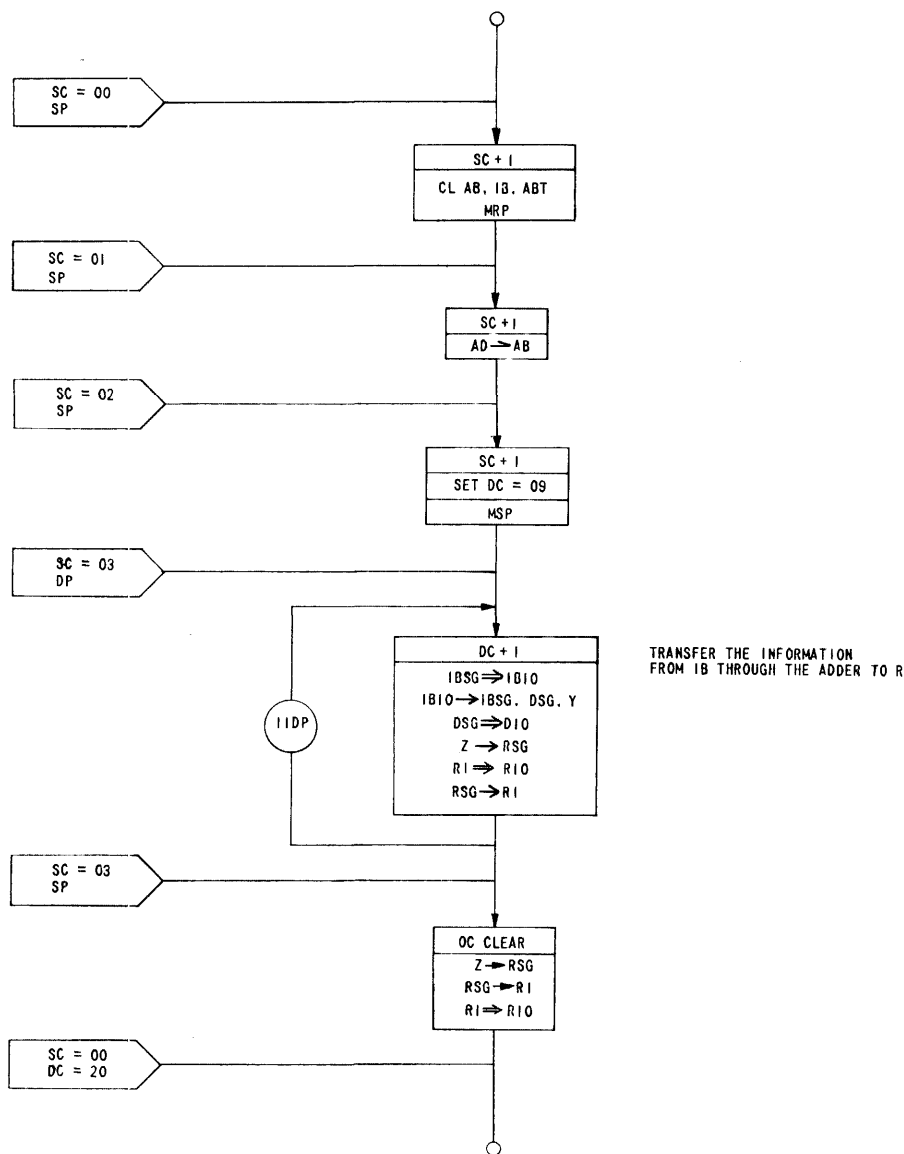 SC = 00
SP
SC + 1
CL AB, IB, ABT
MRP
SC = 01
SP
SC + 1
AD → AB
SC = 02
SP
SC + 1
SET DC = 09
MSP
SC = 03
DP
DC + 1
IBSG ⇒ IB10
IB10 → IBSG, DSG, Y
DSG ⇒ D10
Z → RSG
R1 ⇒ R10
RSG → R1
11DP
TRANSFER THE INFORMATION
FROM IB THROUGH THE ADDER TO R
SC = 03
SP
OC CLEAR
Z → RSG
RSG → R1
R1 ⇒ R10
SC = 00
DC = 20